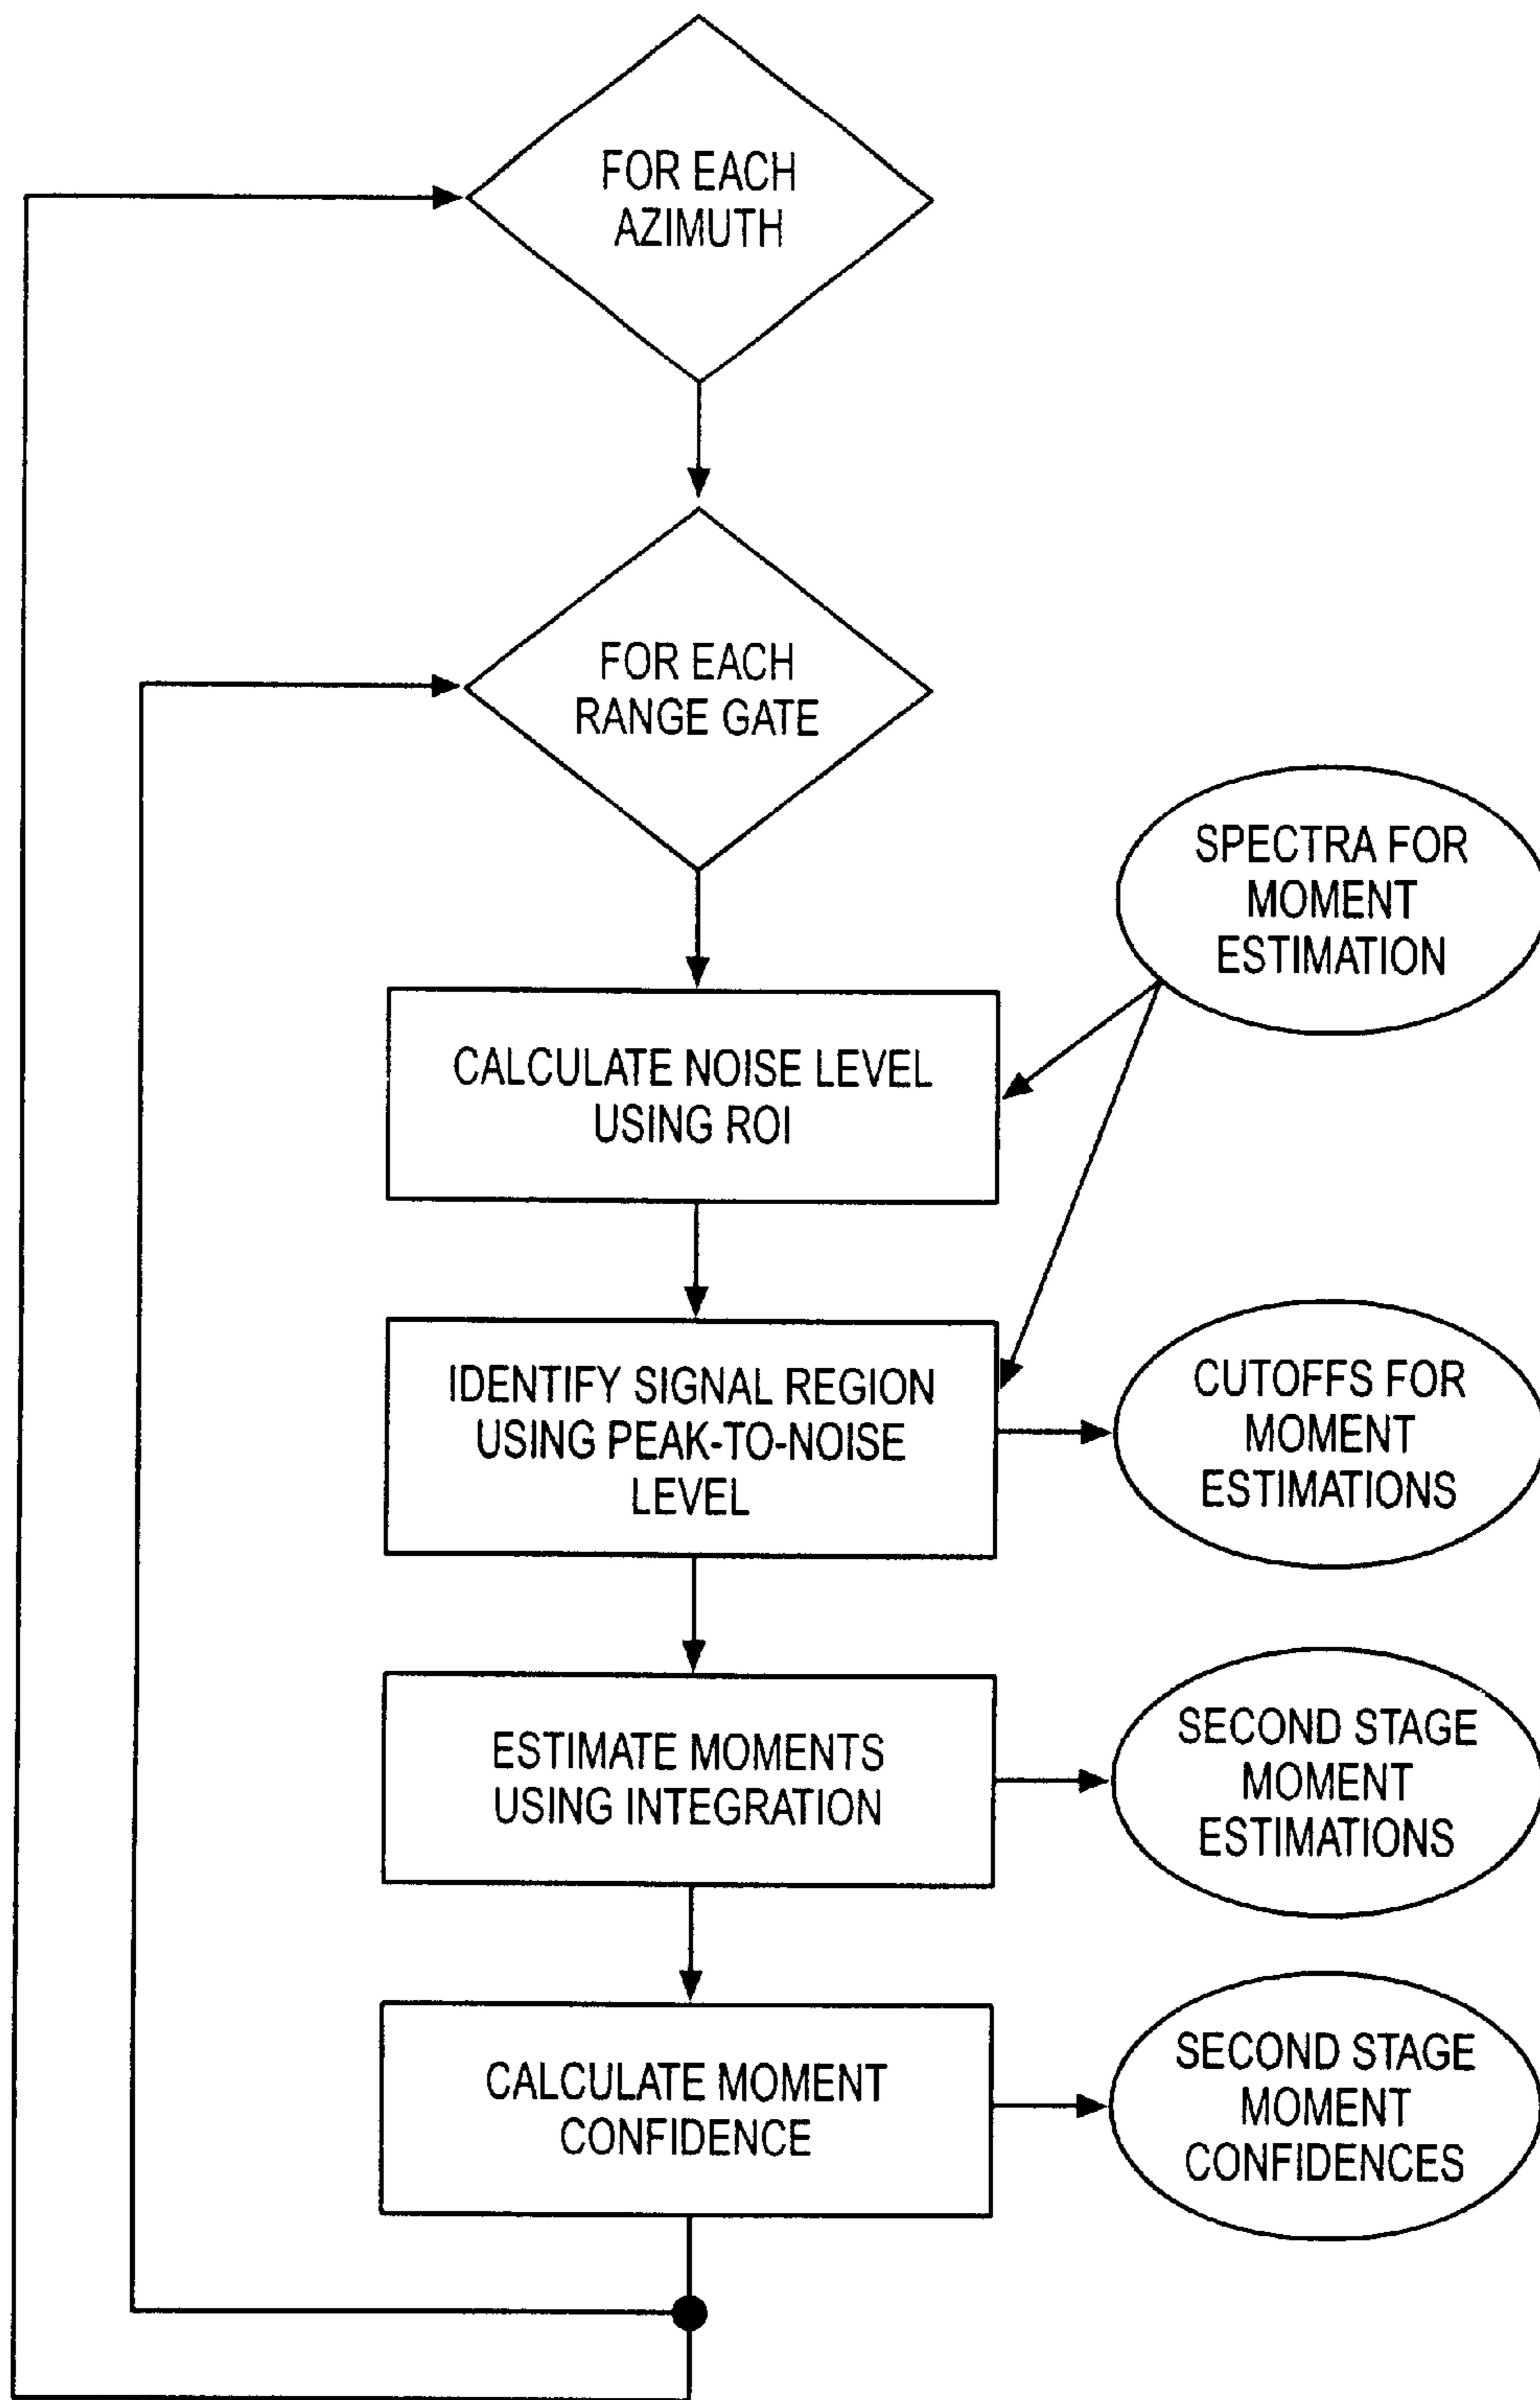 FOR EACH
AZIMUTH
FOR EACH
RANGE GATE
SPECTRA FOR
MOMENT
ESTIMATION
CALCULATE NOISE LEVEL
USING ROI
IDENTIFY SIGNAL REGION
USING PEAK-TO-NOISE
LEVEL
CUTOFFS FOR
MOMENT
ESTIMATIONS
ESTIMATE MOMENTS
USING INTEGRATION
SECOND STAGE
MOMENT
ESTIMATIONS
CALCULATE MOMENT
CONFIDENCE
SECOND STAGE
MOMENT
CONFIDENCES